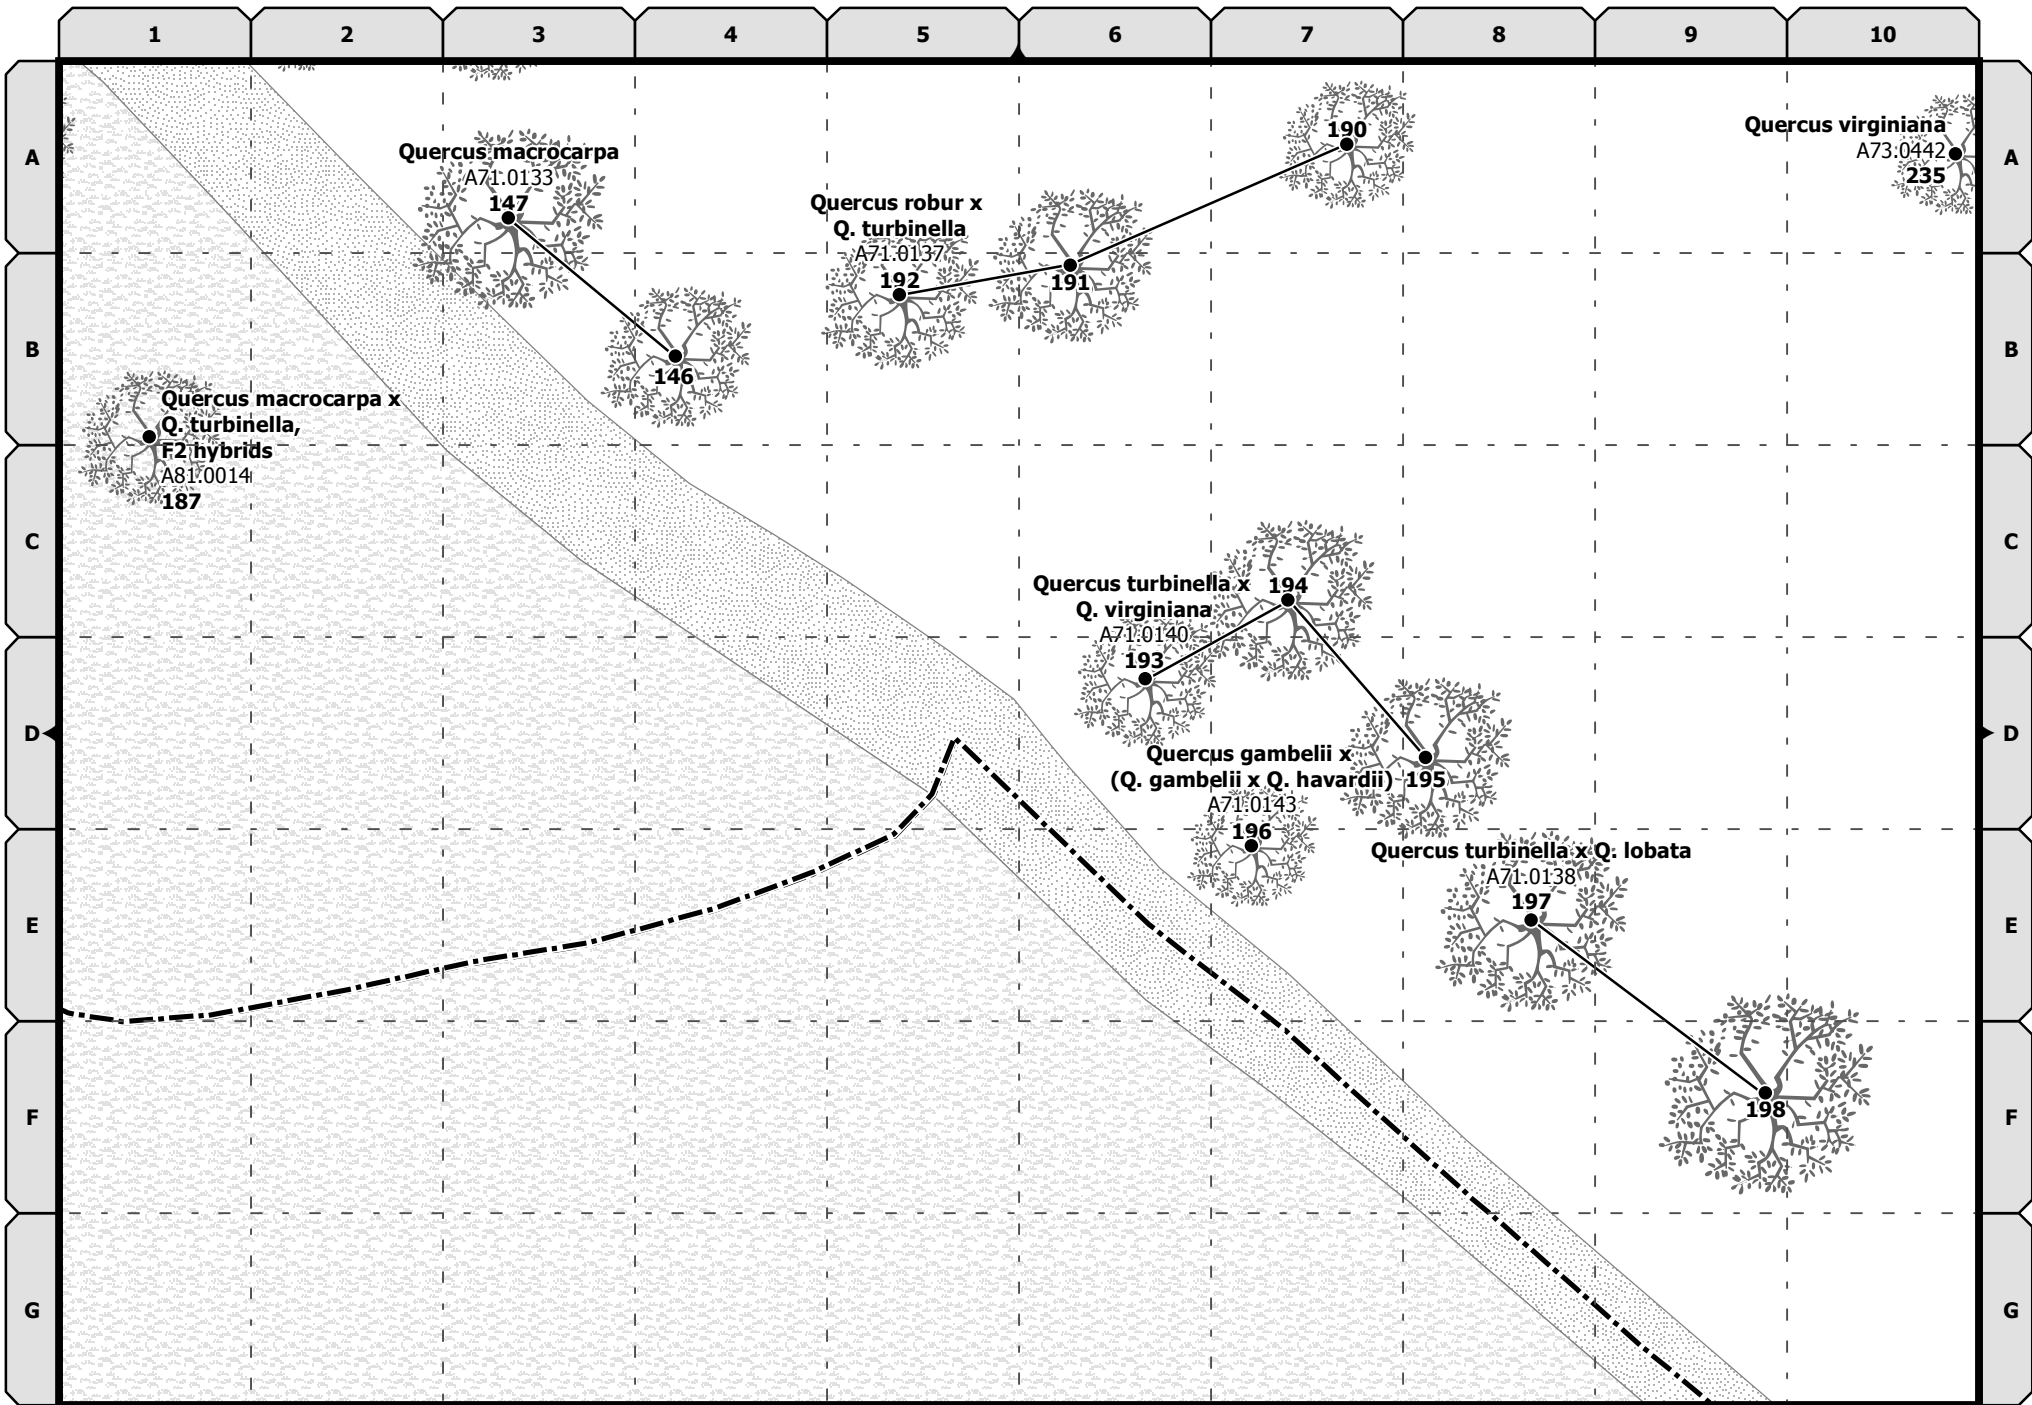 1 2 3 4 5 6 7 8 9 10
A A
Quercus macrocarpa
A71.0133
147
146
Quercus robur x
Q. turbinella
A71.0137
192
191
190
Quercus virginiana
A73.0442
235
B B
Quercus macrocarpa x
Q. turbinella,
F2 hybrids
A81.0014
187
C C
Quercus turbinella x
Q. virginiana
A71.0140
193
194
195
D D
Quercus gambelii x
(Q. gambelii x Q. havardii)
A71.0143
196
Quercus turbinella x Q. lobata
A71.0138
197
E E
198
F F
G G